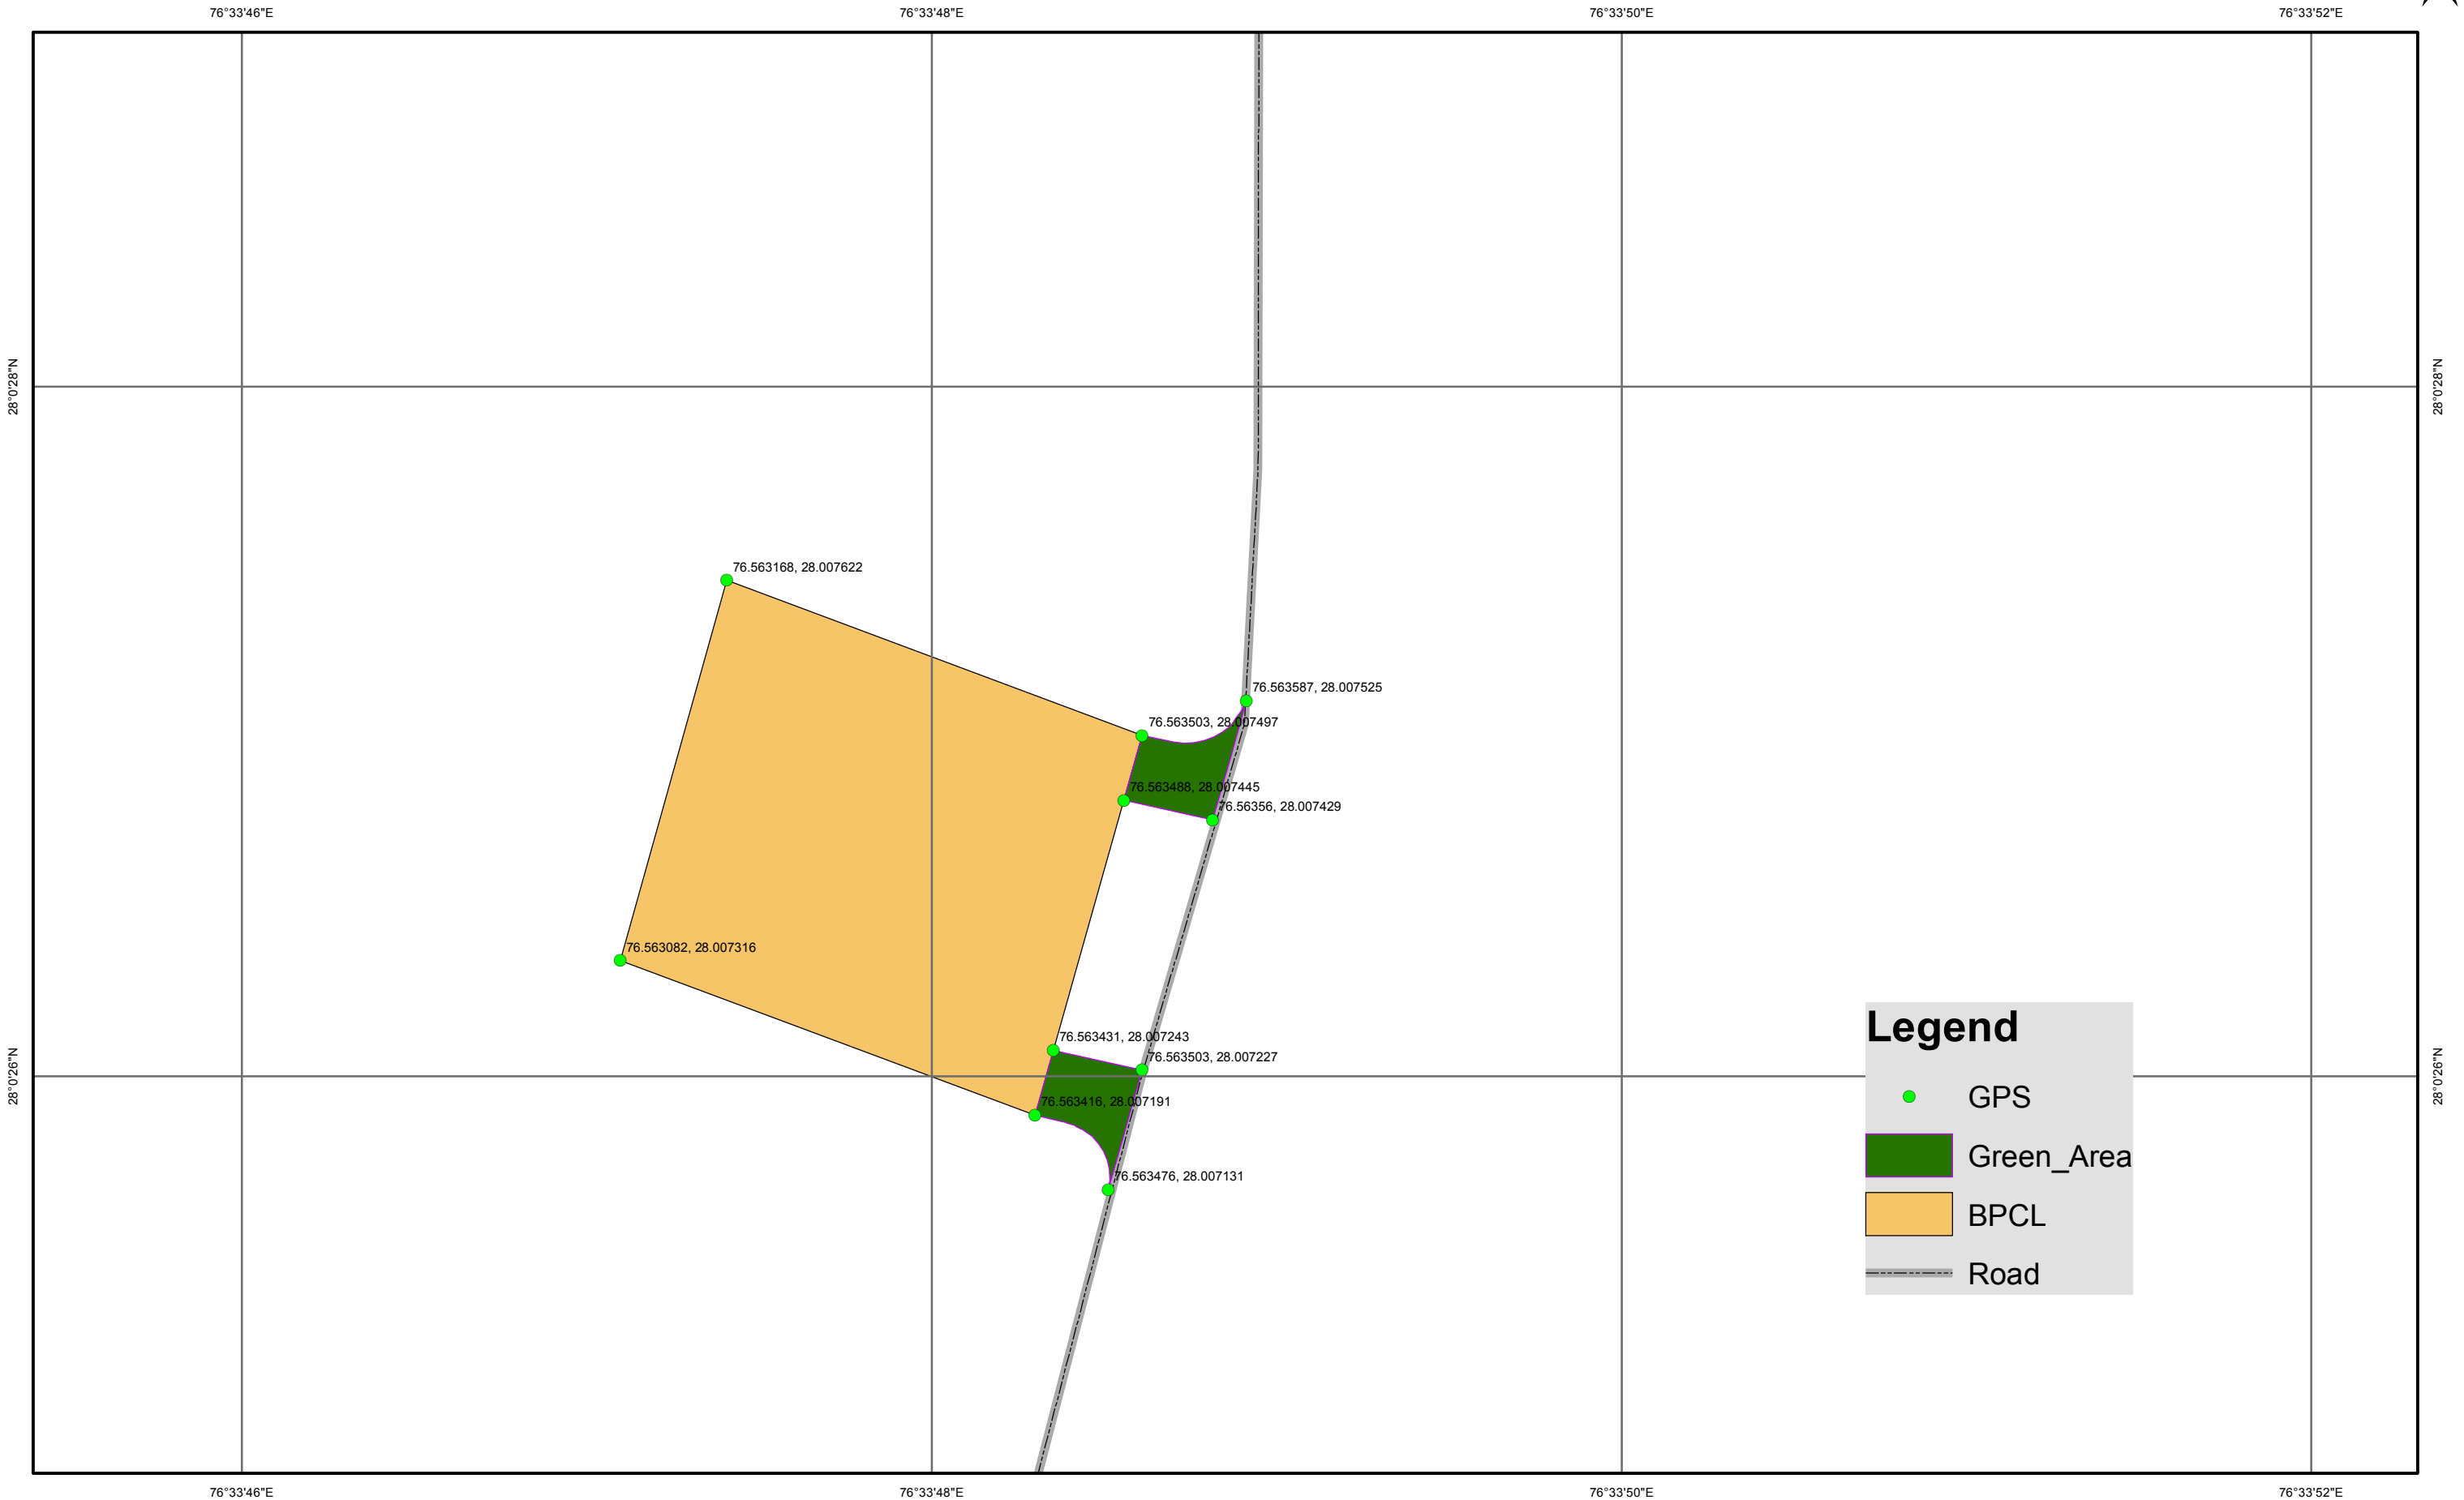 76°33'46"E
76°33'48"E
76°33'50"E
76°33'52"E
28°0'28"N
28°0'28"N
76.563168, 28.007622
76.563587, 28.007525
76.563503, 28.007497
76.563488, 28.007445
76.56356, 28.007429
76.563082, 28.007316
76.563431, 28.007243
76.563503, 28.007227
28°0'26"N
28°0'26"N
76.563416, 28.007191
76.563476, 28.007131
Legend
GPS
Green_Area
BPCL
Road
76°33'46"E
76°33'48"E
76°33'50"E
76°33'52"E